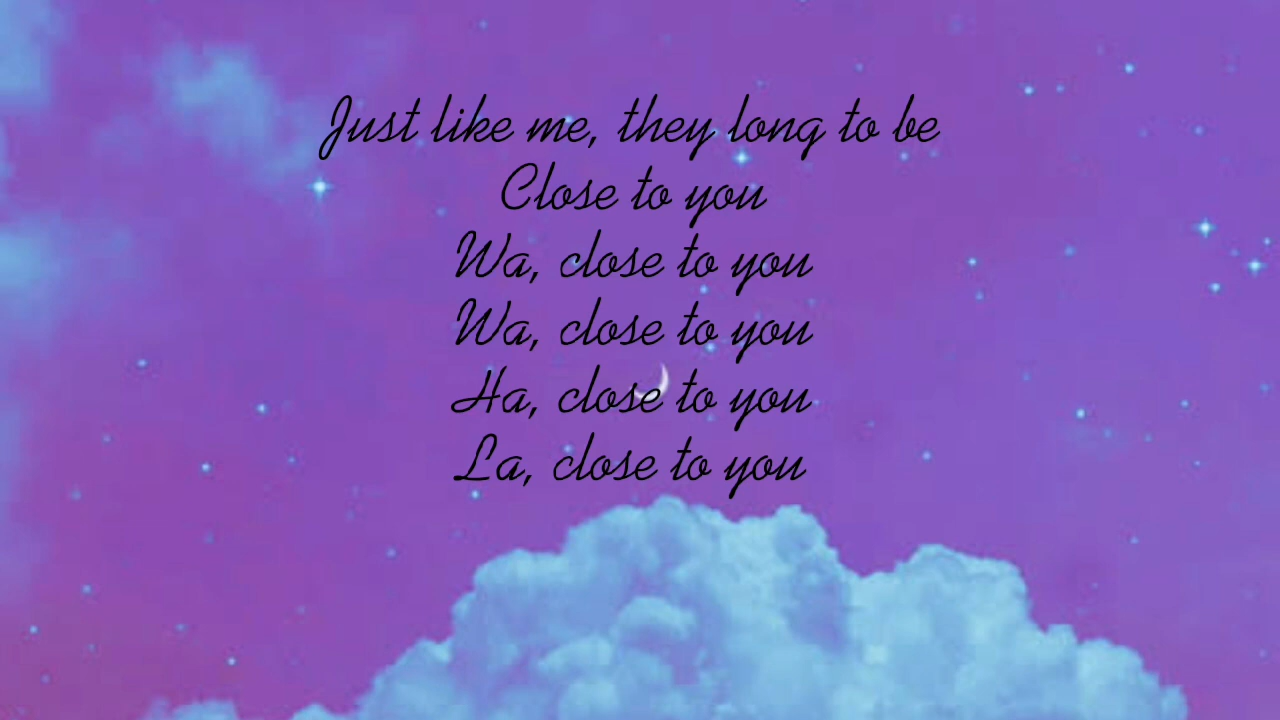 Just like me, they long to be
Close to you
Wa, close to you
Wa, close to you
Ha, close to you
La, close to you